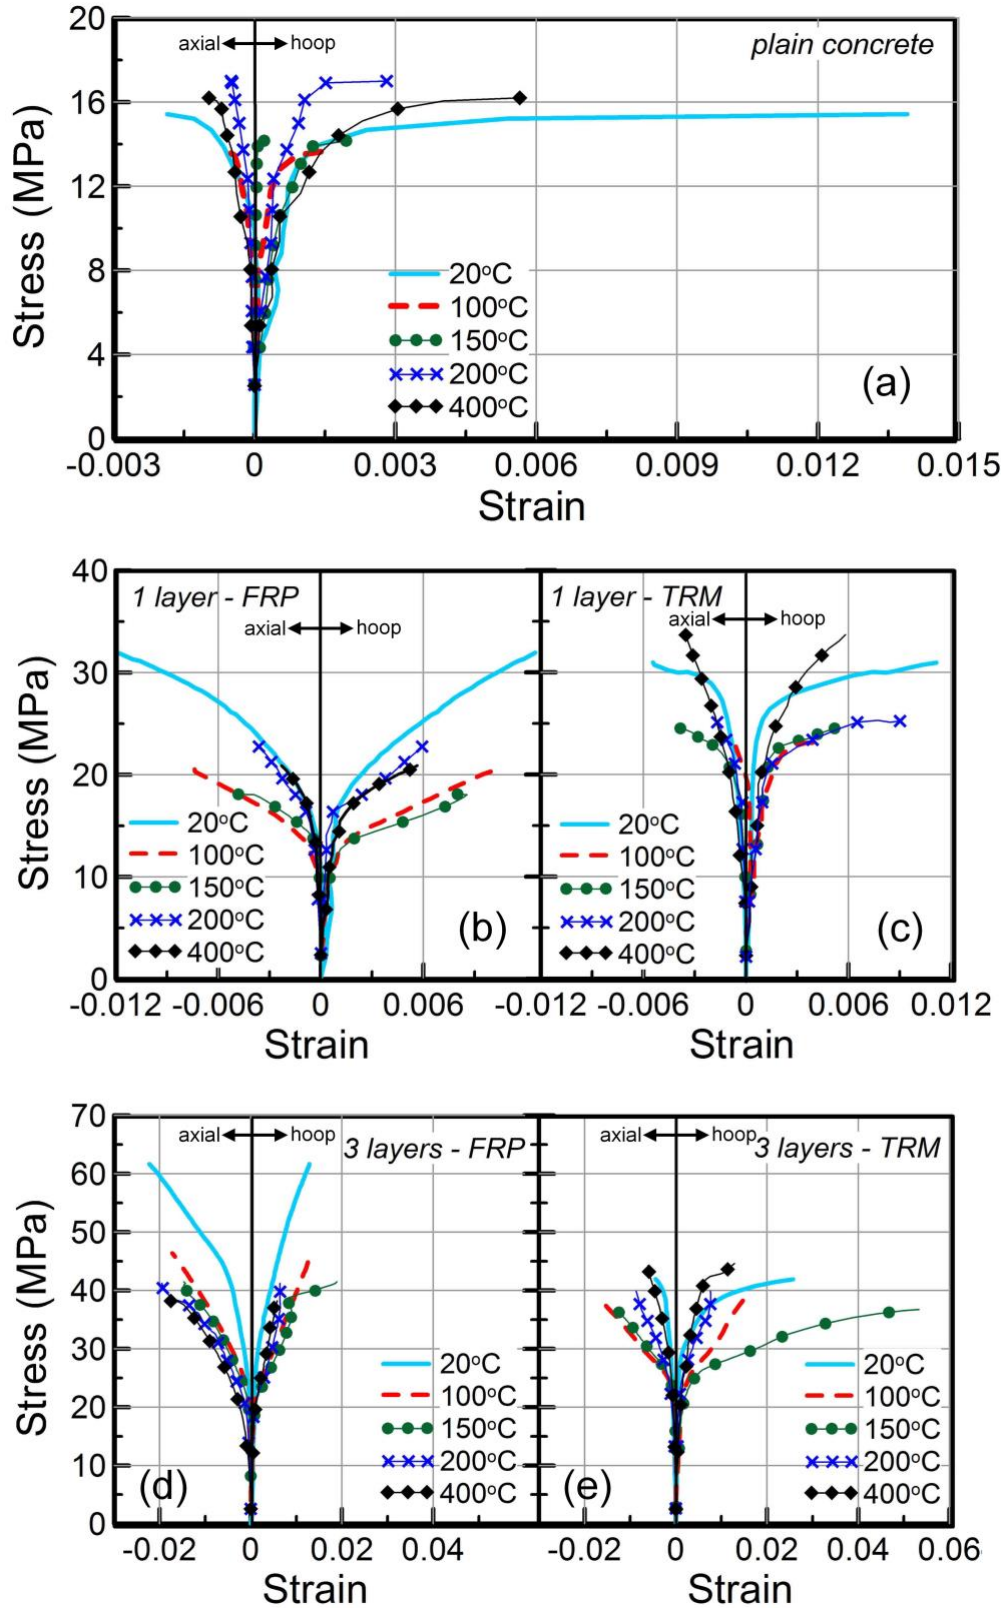 20
axial
hoop
plain concrete
16
12
8
4
0
Stress (MPa)
20°C
100°C
150°C
200°C
400°C
(a)
-0.003 0 0.003 0.006 0.009 0.012 0.015
Strain
40
30
20
10
0
Stress (MPa)
1 layer - FRP
axial
hoop
20°C
100°C
150°C
200°C
400°C
(b)
1 layer - TRM
axial
hoop
20°C
100°C
150°C
200°C
400°C
(c)
-0.012 -0.006 0 0.006 -0.012 -0.006 0 0.006 0.012
Strain Strain
70
60
50
40
30
20
10
0
Stress (MPa)
axial
hoop
3 layers - FRP
20°C
100°C
150°C
200°C
400°C
(d)
axial
hoop
3 layers - TRM
20°C
100°C
150°C
200°C
400°C
(e)
-0.02 0 0.02 0.04 -0.02 0 0.02 0.04 0.06
Strain Strain